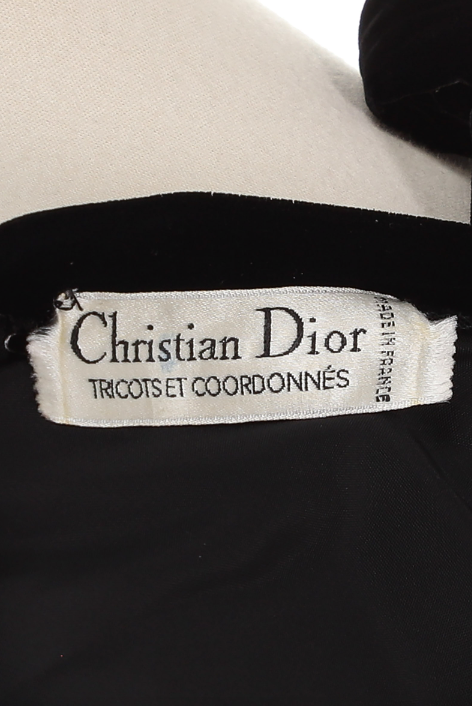 Christian Dior
TRICOTS ET COORDONNÉS
MADE IN FRANCE